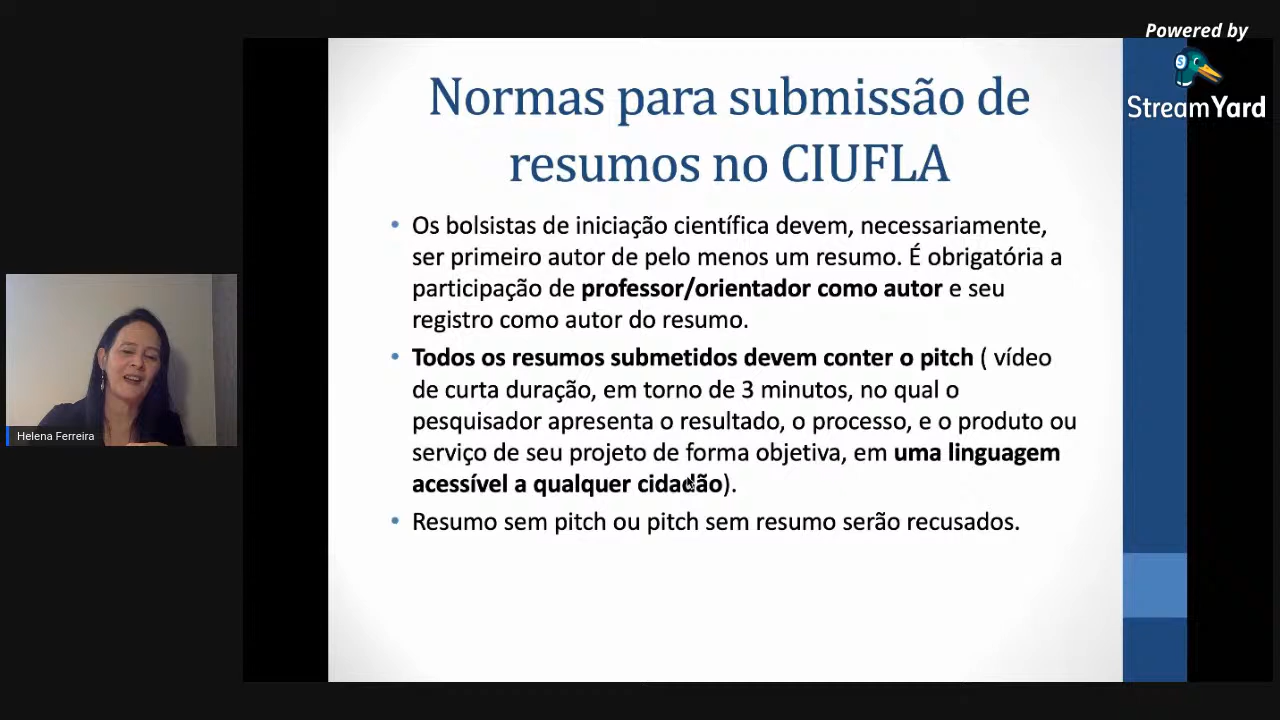 Powered by
StreamYard
Normas para submissão de
resumos no CIUFLA
• Os bolsistas de iniciação científica devem, necessariamente,
ser primeiro autor de pelo menos um resumo. É obrigatória a
participação de professor/orientador como autor e seu
registro como autor do resumo.
• Todos os resumos submetidos devem conter o pitch ( vídeo
de curta duração, em torno de 3 minutos, no qual o
pesquisador apresenta o resultado, o processo, e o produto ou
serviço de seu projeto de forma objetiva, em uma linguagem
acessível a qualquer cidadão).
• Resumo sem pitch ou pitch sem resumo serão recusados.
Helena Ferreira